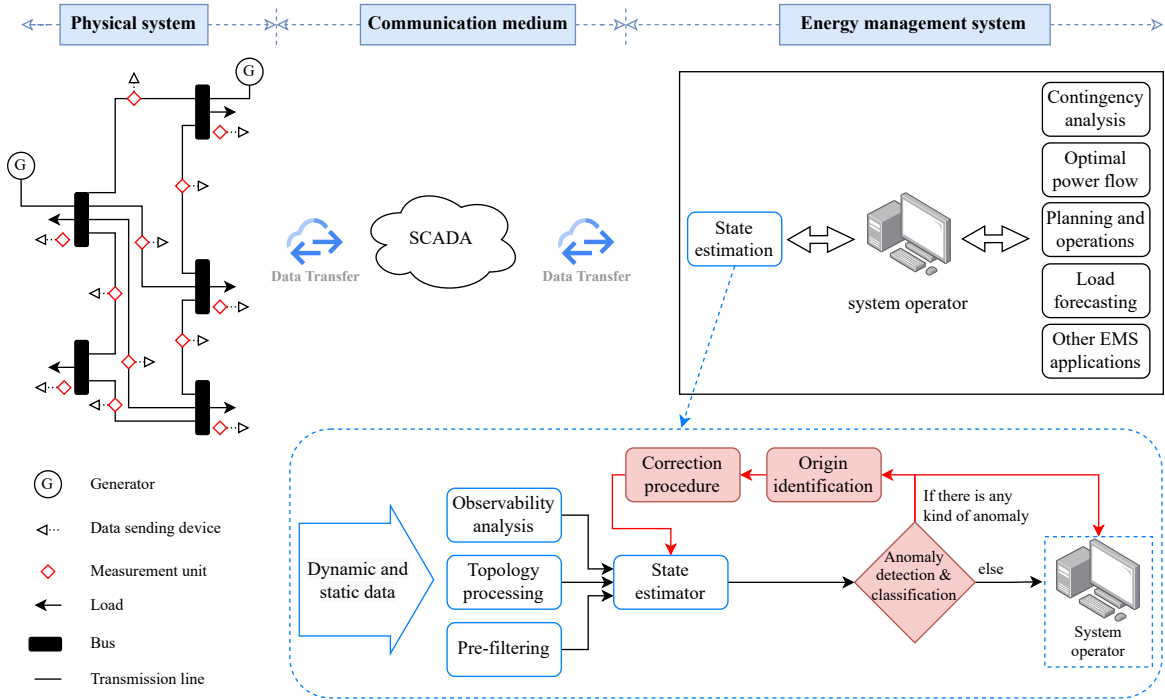 Physical system
Communication medium
Energy management system
G
G
Data Transfer
SCADA
Data Transfer
State
estimation
system operator
Contingency
analysis
Optimal
power flow
Planning and
operations
Load
forecasting
Other EMS
applications
G
Generator
Data sending device
Measurement unit
Load
Bus
Transmission line
Dynamic and
static data
Observability
analysis
Topology
processing
Pre-filtering
State
estimator
Correction
procedure
Origin
identification
If there is any
kind of anomaly
Anomaly
detection &
classification
else
System
operator